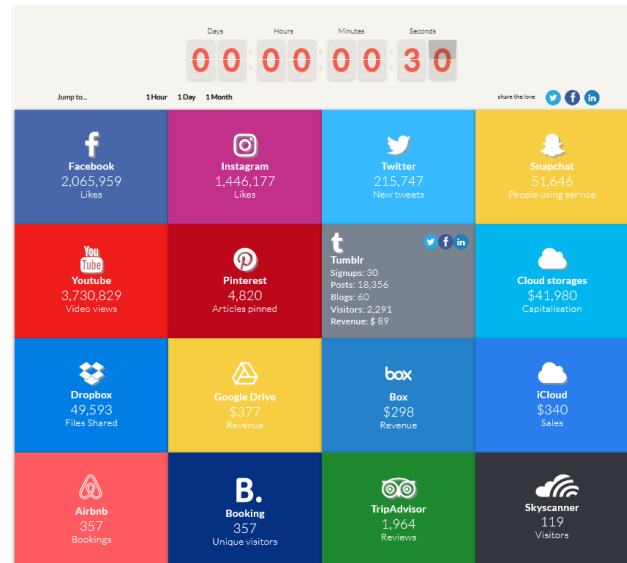 Days Hours Minutes Seconds
00 00 00 30
Jump to... 1 Hour 1 Day 1 Month share the love
Facebook
2,065,959
Likes
Instagram
1,446,177
Likes
Twitter
215,747
New tweets
Snapchat
51,646
People using service
You
Tube
Youtube
3,730,829
Video views
Pinterest
4,820
Articles pinned
Tumblr
Signups: 30
Posts: 18,356
Blogs: 60
Visitors: 2,291
Revenue: $ 89
Cloud storages
$41,980
Capitalisation
Dropbox
49,593
Files Shared
Google Drive
$377
Revenue
box
Box
$298
Revenue
iCloud
$340
Sales
Airbnb
357
Bookings
B.
Booking
357
Unique visitors
TripAdvisor
1,964
Reviews
Skyscanner
119
Visitors